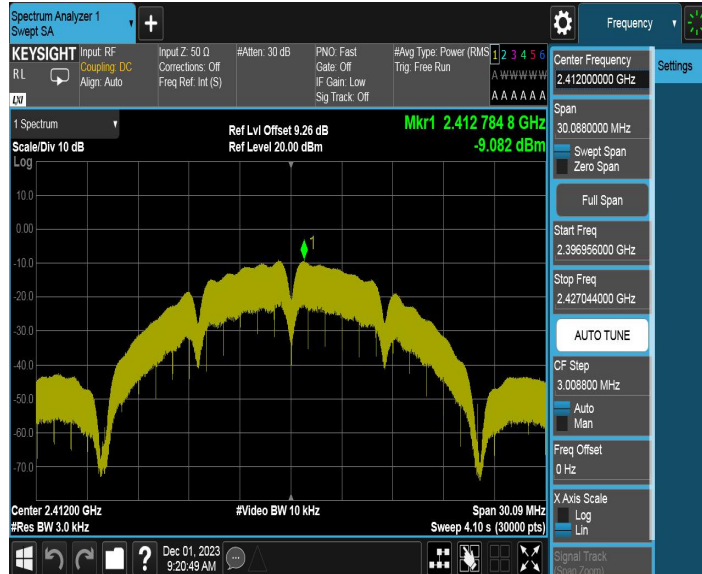 Spectrum Analyzer 1
Swept SA
Frequency
KEYSIGHT
RL
LXI
Input: RF
Coupling: DC
Align: Auto
Input Z: 50 Ω
Corrections: Off
Freq Ref: Int (S)
#Atten: 30 dB
PNO: Fast
Gate: Off
IF Gain: Low
Sig Track: Off
#Avg Type: Power (RMS
Trig: Free Run
1 2 3 4 5 6
A W W W W W
A A A A A A
1 Spectrum
Scale/Div 10 dB
Ref Lvl Offset 9.26 dB
Ref Level 20.00 dBm
Mkr1 2.412 784 8 GHz
-9.082 dBm
Log
10.0
0.00
-10.0
-20.0
-30.0
-40.0
-50.0
-60.0
-70.0
1
Center 2.41200 GHz
#Res BW 3.0 kHz
#Video BW 10 kHz
Span 30.09 MHz
Sweep 4.10 s (30000 pts)
Center Frequency
2.412000000 GHz
Settings
Span
30.0880000 MHz
Swept Span
Zero Span
Full Span
Start Freq
2.396956000 GHz
Stop Freq
2.427044000 GHz
AUTO TUNE
CF Step
3.008800 MHz
Auto
Man
Freq Offset
0 Hz
X Axis Scale
Log
Lin
Signal Track
(Span Zoom)
?
Dec 01, 2023
9:20:49 AM